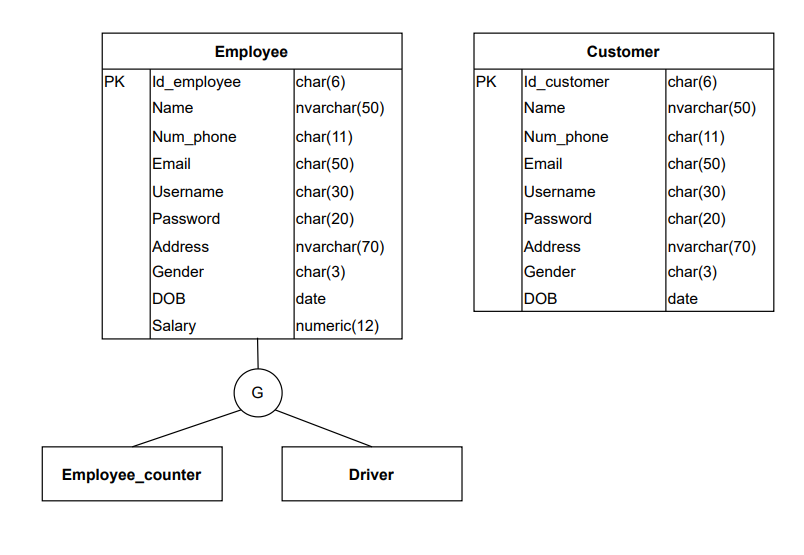 Employee
PK Id_employee char(6)
Name nvarchar(50)
Num_phone char(11)
Email char(50)
Username char(30)
Password char(20)
Address nvarchar(70)
Gender char(3)
DOB date
Salary numeric(12)
Customer
PK Id_customer char(6)
Name nvarchar(50)
Num_phone char(11)
Email char(50)
Username char(30)
Password char(20)
Address nvarchar(70)
Gender char(3)
DOB date
G
Employee_counter
Driver